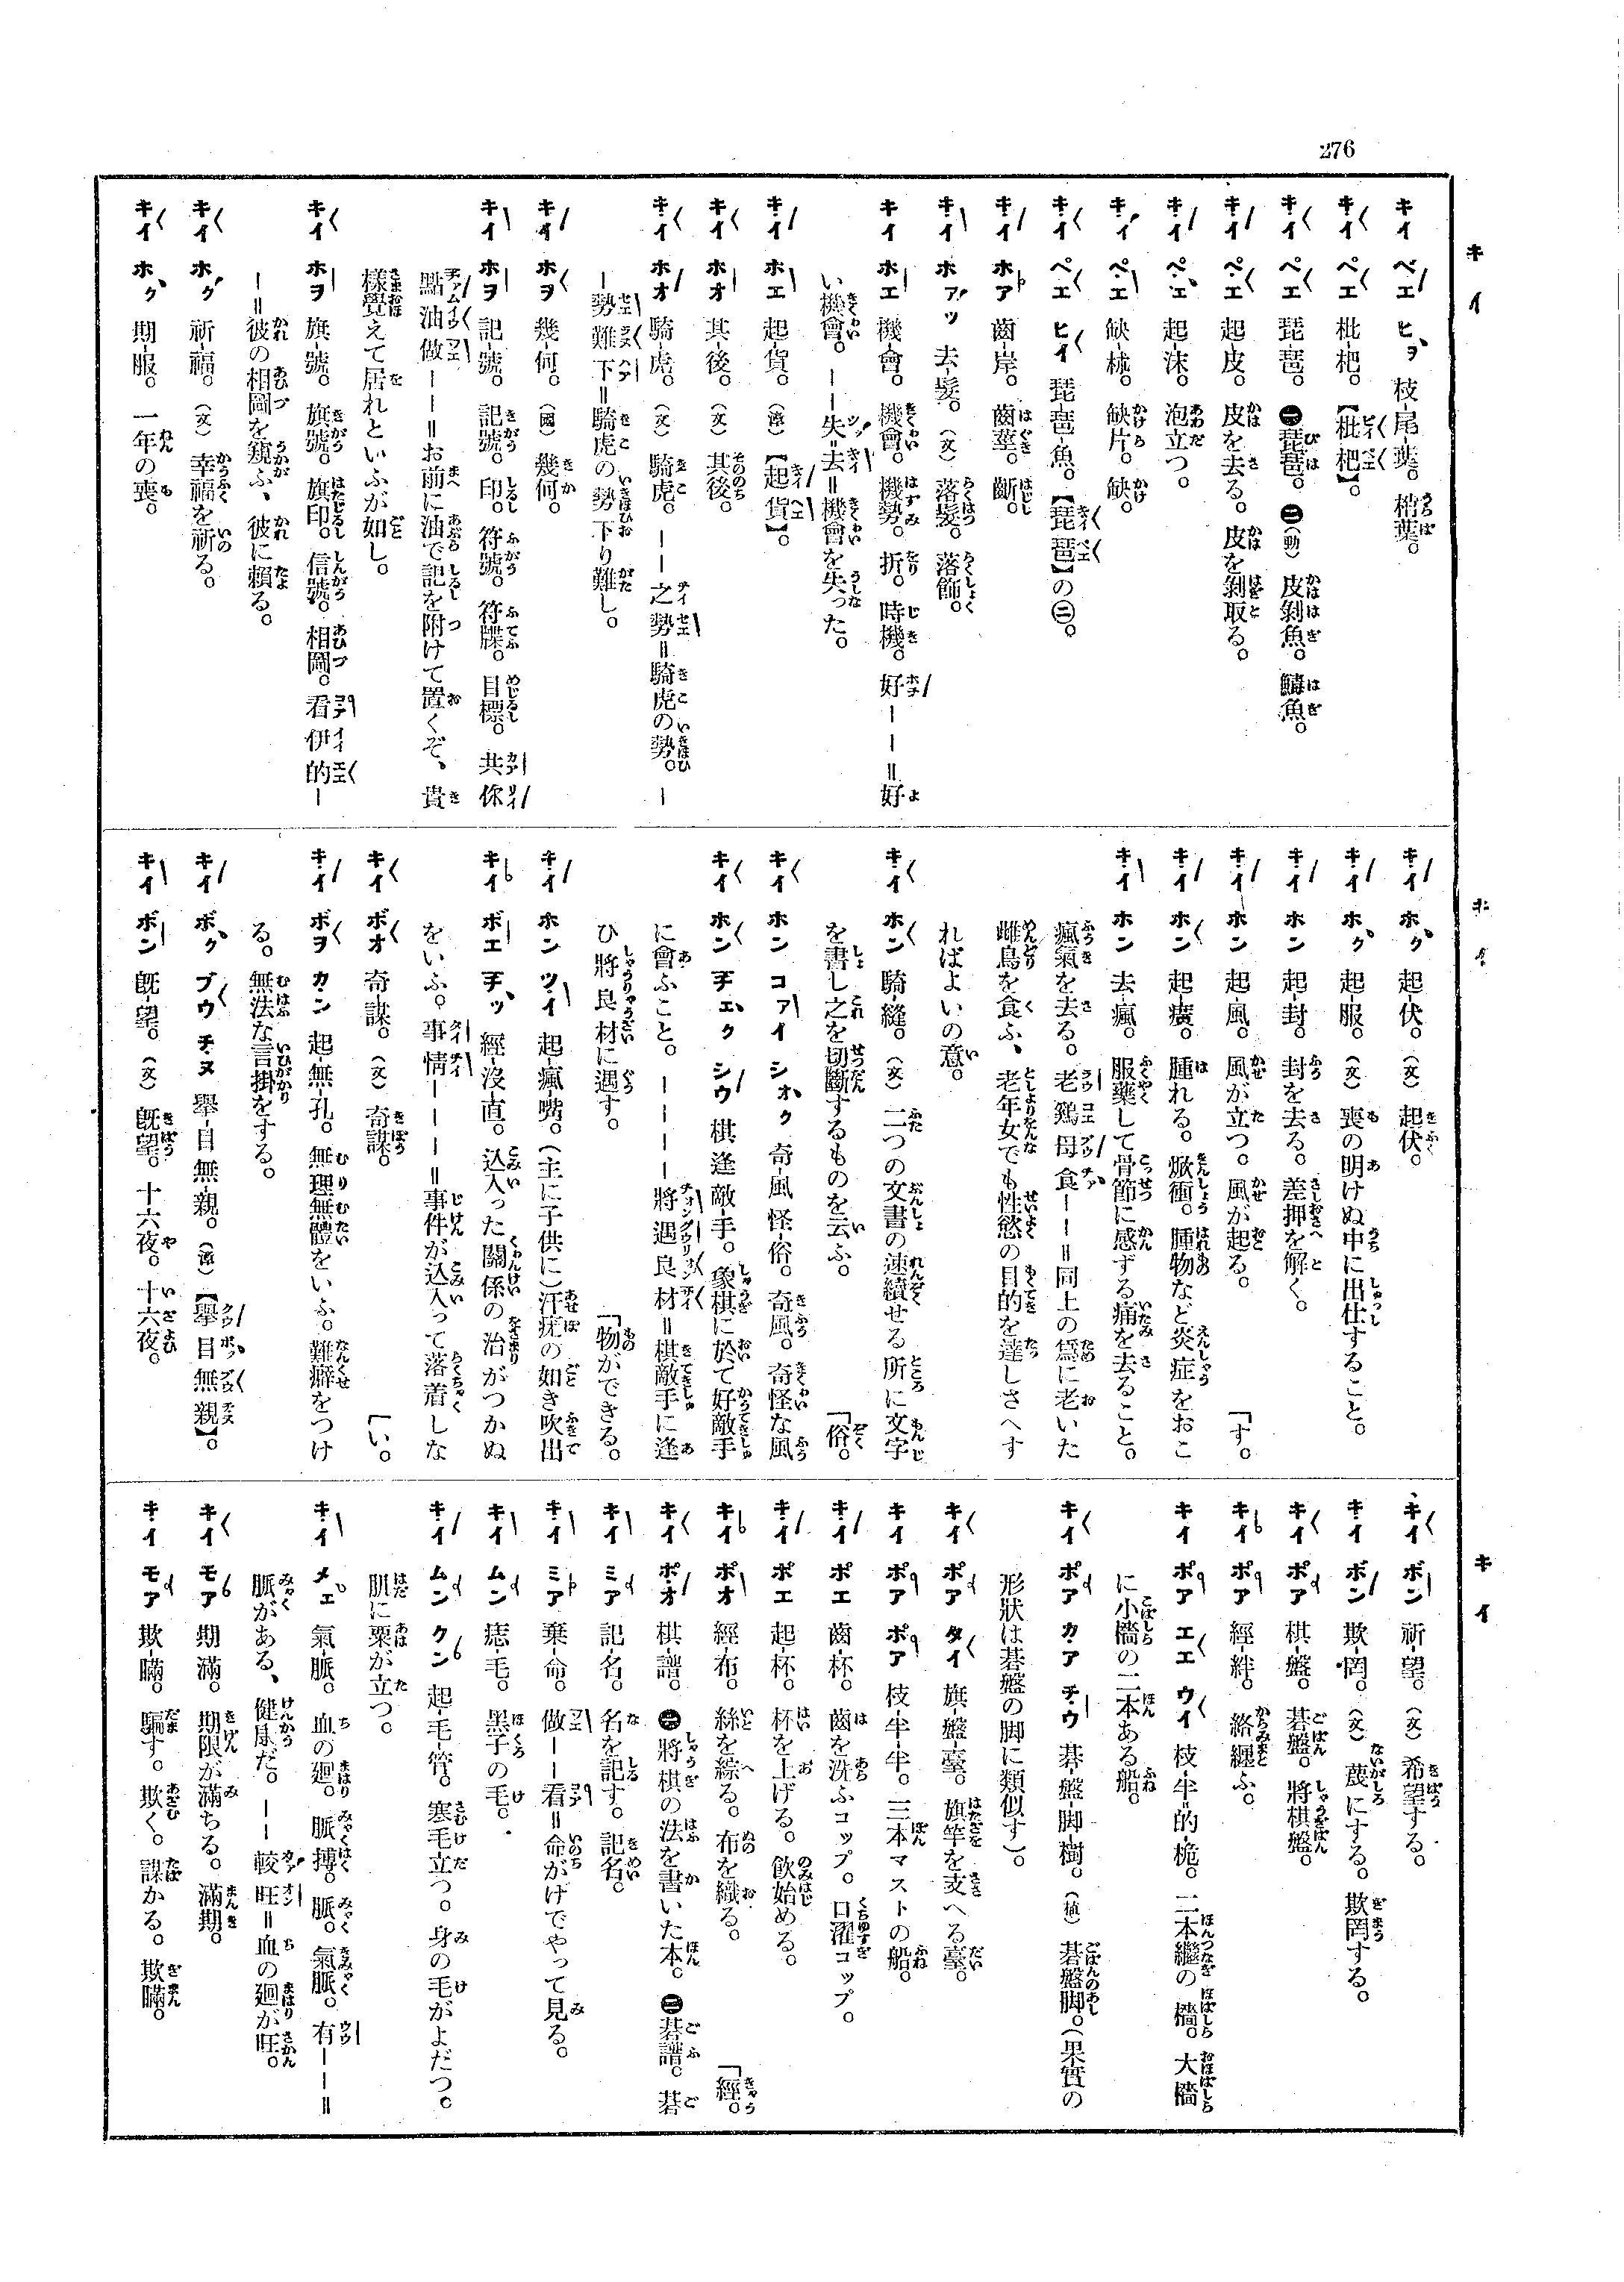 276
キイ
キイ ベエ ヒヲ 枝-尾-葉。梢葉。
キイ ペエ 枇-杷。【枇杷】。
キイ ペエ 琵-琶。㊀琵琶。㊁(動) 皮剝魚。鱶魚。
キイ ペエ 起-皮。皮を去る。皮を剝取る。
キイ ペエ 起-沫。泡立つ。
キイ ペエ 缺-柹。缺片。缺。
キイ ペエ ヒイ 琵-琶-魚。【琵琶】の㊁。
キイ ホア 齒-岸。齒莖。齗。
キイ ホアッ 去-髮。(文) 落髮。落飾。
キイ ホエ 機-會。機會。機勢。折。時機。好――＝好
い機會。――失-去＝機會を失つた。
キイ ホエ 起-貨。(漳)【起貨】。
キイ ホオ 其-後。(文) 其後。
キイ ホオ 騎-虎。(文) 騎虎。――之勢＝騎虎の勢。―
―勢難下＝騎虎の勢下り難し。
キイ ホヲ 幾-何。(國) 幾何。
キイ ホヲ 記-號。記號。印。符號。符牒。目標。共你
點油做――＝お前に油で記を附けて置くぞ、貴
樣覺えて居れといふが如し。
キイ ホヲ 旗-號。旗號。旗印。信號。相圖。看伊的―
―＝彼の相圖を窺ふ、彼に賴る。
キイ ホク 祈-福。(文) 幸福を祈る。
キイ ホク 期-服。一年の喪。
キイ
キイ ホク 起-伏。(文) 起伏。
キイ ホク 起-服。(文) 喪の明けぬ中に出仕すること。
キイ ホン 起-封。封を去る。差押を解く。
キイ ホン 起-風。風が立つ。風が起る。 「す。
キイ ホン 起-癀。腫れる。焮衝。腫物など炎症をおこ
キイ ホン 去-瘋。服藥して骨節に感ずる痛を去ること。
瘋氣を去る。老鷄母食――＝同上の爲に老いた
雌鳥を食ふ、老年女でも性慾の目的を達しさへす
ればよいの意。
キイ ホン 騎-縫。(文) 二つの文書の連續せる所に文字
を書し之を切斷するものを云ふ。 「俗。
キイ ホン コアイ シオク 奇-風怪-俗。奇風。奇怪な風
キイ ホン チエク シウ 棋逢敵-手。象棋に於て好敵手
に會ふこと。――――將遇良材＝棋敵手に逢
ひ將良材に遇す。 「物ができる。
キイ ホン ツイ 起-瘋-嘴。(主に子供に)汗疣の如き吹出
キイ ボエ チッ 經-沒-直。込入つた關係の治がつかぬ
をいふ。事情――――＝事件が込入つて落着しな
キイ ボオ 奇-謀。(文) 奇謀。 「い。
キイ ボヲ カン 起-無-孔。無理無體をいふ。難癖をつけ
る。無法な言掛をする。
キイ ボク ブウ チヌ 擧-目無-親。(漳)【擧目無親】。
キイ ボン 旣-望。(文) 旣望。十六夜。十六夜。
キイ
キイ ボン 祈-望。(文) 希望する。
キイ ボン 欺-罔。(文) 蔑にする。欺罔する。
キイ ポア 棋-盤。碁盤。將棋盤。
キイ ポア 經-絆。絡纏ふ。
キイ ポア エエ ウイ 枝-半-的-桅。二本繼の檣。大檣
に小檣の二本ある船。
キイ ポア カア チウ 碁-盤-脚-樹。(植) 碁盤脚。(果實の
形狀は碁盤の脚に類似す)。
キイ ポア タイ 旗-盤-臺。旗竿を支へる臺。
キイ ポア ポア 枝-半-半。三本マストの船。
キイ ポエ 齒-杯。齒を洗ふコップ。口濯コップ。
キイ ポエ 起-杯。杯を上げる。飮始める。
キイ ポオ 經-布。絲を綜る。布を織る。 「經。
キイ ポオ 棋-譜。㊀將棋の法を書いた本。㊁碁譜。碁
キイ ミア 記-名。名を記す。記名。
キイ ミア 棄-命。做――看＝命がけでやつて見る。
キイ ムン 痣-毛。黑子の毛。
キイ ムン クン 起-毛-管。寒毛立つ。身の毛がよだつ。
肌に粟が立つ。
キイ メエ 氣-脈。血の廻。脈搏。脈。氣脈。有――＝
脈がある、健康だ。――較旺＝血の廻が旺。
キイ モア 期滿。期限が滿ちる。滿期。
キイ モア 欺-瞞。騙す。欺く。謀かる。欺瞞。